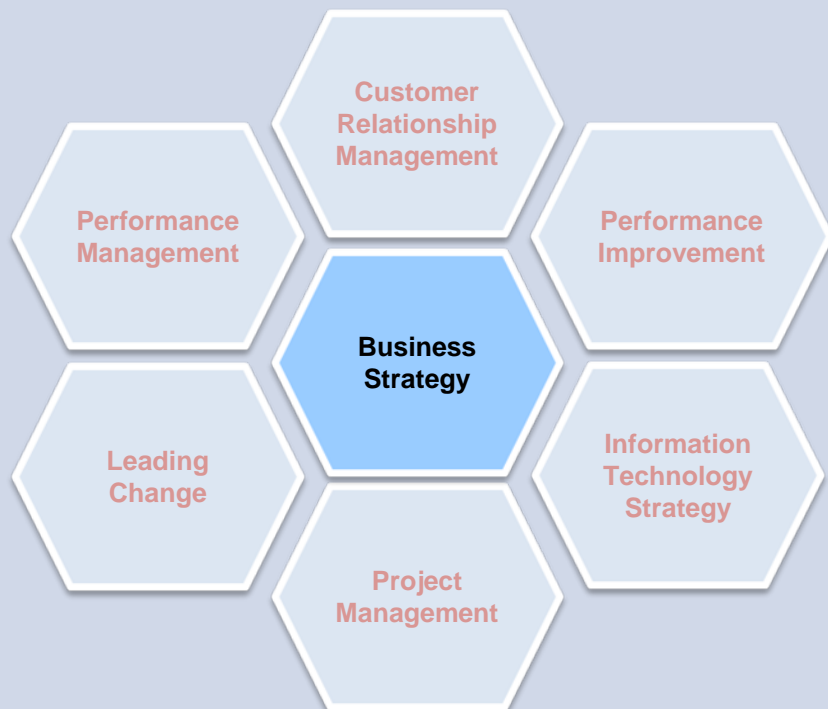 Customer
Relationship
Management
Performance
Management
Performance
Improvement
Business
Strategy
Leading
Change
Information
Technology
Strategy
Project
Management